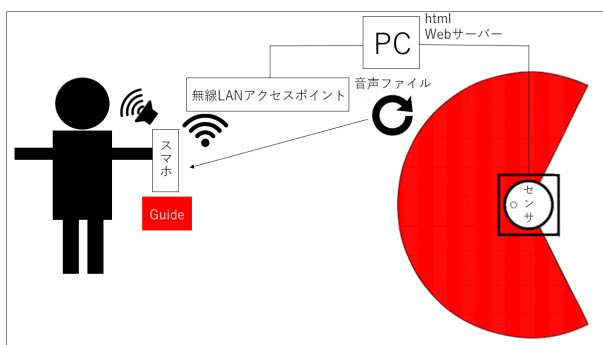 html
Webサーバー
PC
音声ファイル
無線LANアクセスポイント
スマホ
Guide
センサ